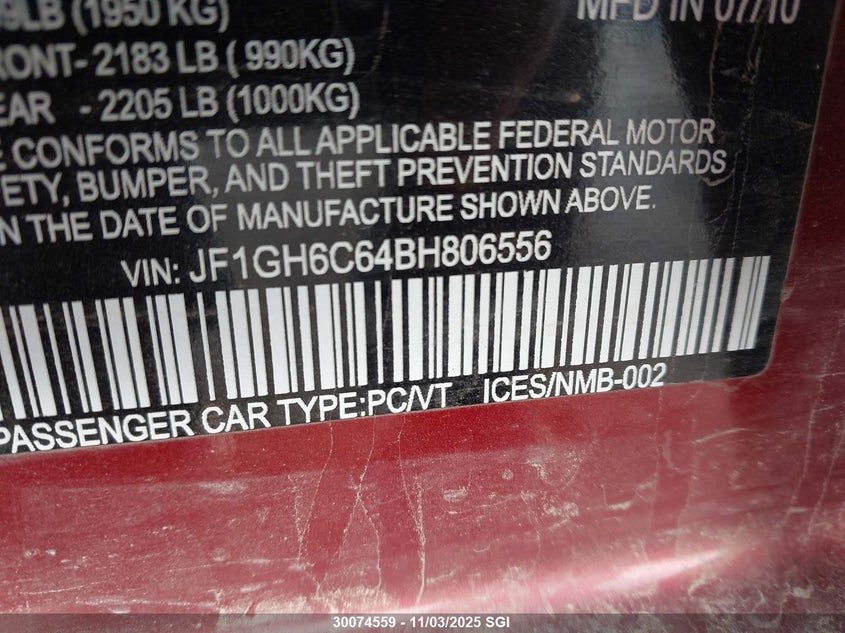 9LB (1950 KG)
MFD IN 07/10
RONT- 2183 LB ( 990KG)
EAR - 2205 LB (1000KG)
E CONFORMS TO ALL APPLICABLE FEDERAL MOTOR
ETY, BUMPER, AND THEFT PREVENTION STANDARDS
N THE DATE OF MANUFACTURE SHOWN ABOVE.
VIN: JF1GH6C64BH806556
PASSENGER CAR TYPE:PC/VT ICES/NMB-002
30074559 - 11/03/2025 SGI